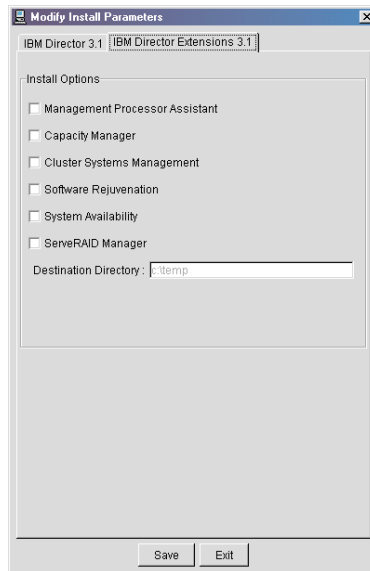 Modify Install Parameters
IBM Director 3.1 IBM Director Extensions 3.1
Install Options
Management Processor Assistant
Capacity Manager
Cluster Systems Management
Software Rejuvenation
System Availability
ServeRAID Manager
Destination Directory : c:\temp
Save Exit